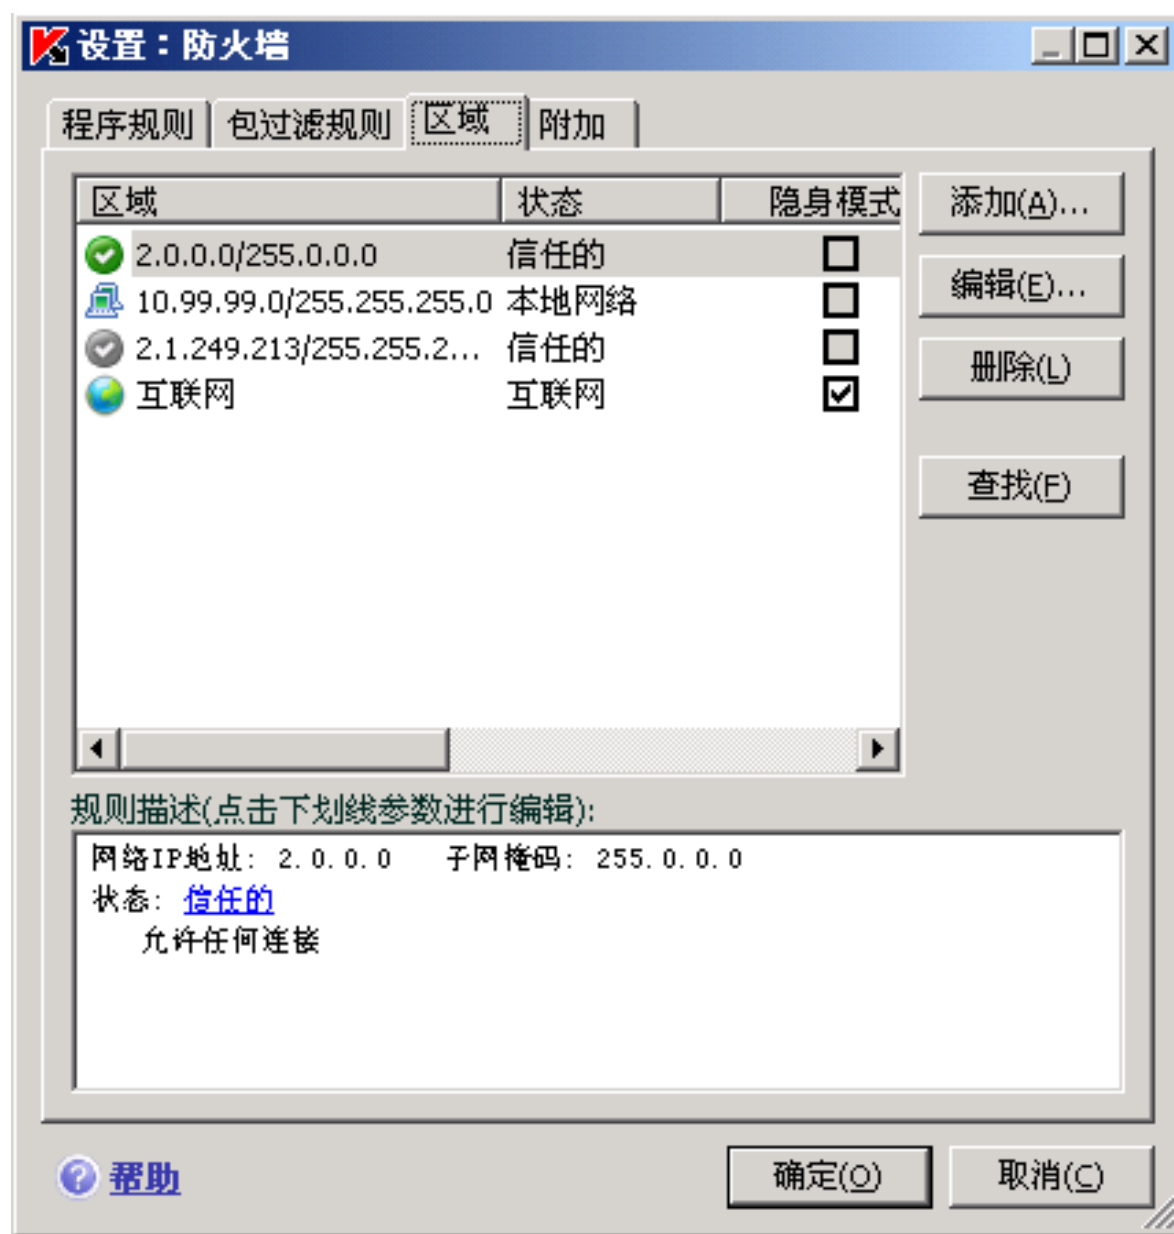 设置：防火墙
程序规则 包过滤规则 区域 附加
区域 状态 隐身模式 添加(A)...
2.0.0.0/255.0.0.0 信任的
编辑(E)...
10.99.99.0/255.255.255.0 本地网络
2.1.249.213/255.255.2... 信任的
删除(L)
互联网 互联网
查找(F)
规则描述(点击下划线参数进行编辑):
网络IP地址: 2.0.0.0 子网掩码: 255.0.0.0
状态: 信任的
允许任何连接
帮助 确定(O) 取消(C)